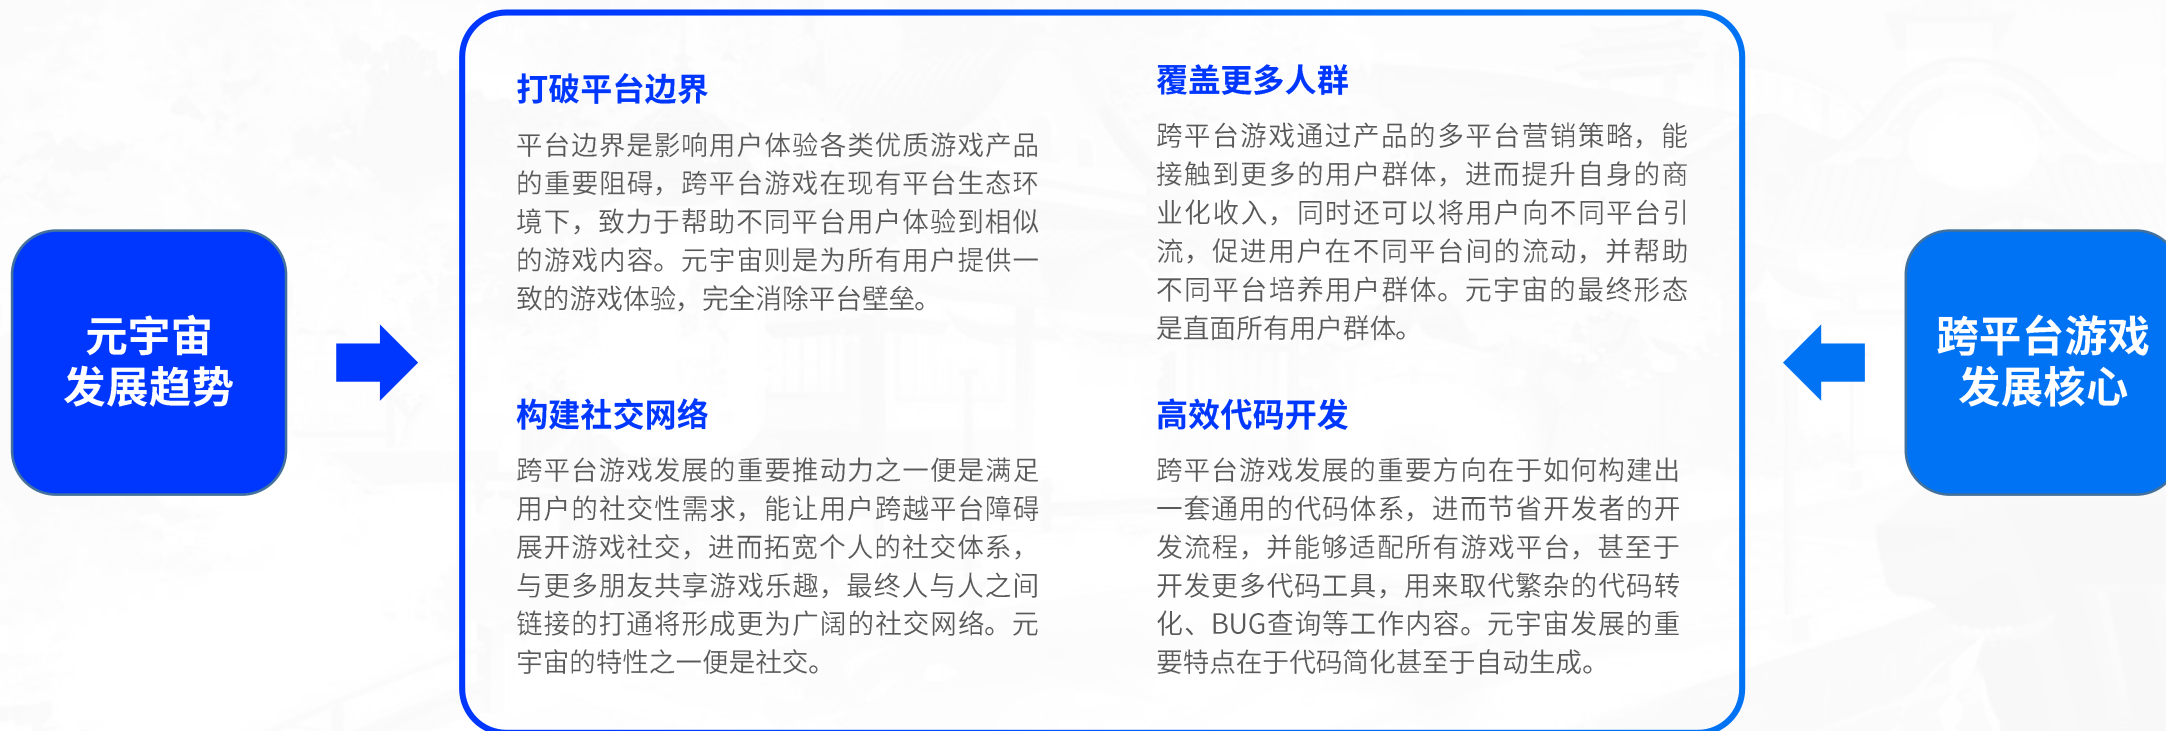 元宇宙
发展趋势
打破平台边界
平台边界是影响用户体验各类优质游戏产品
的重要阻碍，跨平台游戏在现有平台生态环
境下，致力于帮助不同平台用户体验到相似
的游戏内容。元宇宙则是为所有用户提供一
致的游戏体验，完全消除平台壁垒。
覆盖更多人群
跨平台游戏通过产品的多平台营销策略，能
接触到更多的用户群体，进而提升自身的商
业化收入，同时还可以将用户向不同平台引
流，促进用户在不同平台间的流动，并帮助
不同平台培养用户群体。元宇宙的最终形态
是直面所有用户群体。
构建社交网络
跨平台游戏发展的重要推动力之一便是满足
用户的社交性需求，能让用户跨越平台障碍
展开游戏社交，进而拓宽个人的社交体系，
与更多朋友共享游戏乐趣，最终人与人之间
链接的打通将形成更为广阔的社交网络。元
宇宙的特性之一便是社交。
高效代码开发
跨平台游戏发展的重要方向在于如何构建出
一套通用的代码体系，进而节省开发者的开
发流程，并能够适配所有游戏平台，甚至于
开发更多代码工具，用来取代繁杂的代码转
化、BUG查询等工作内容。元宇宙发展的重
要特点在于代码简化甚至于自动生成。
跨平台游戏
发展核心